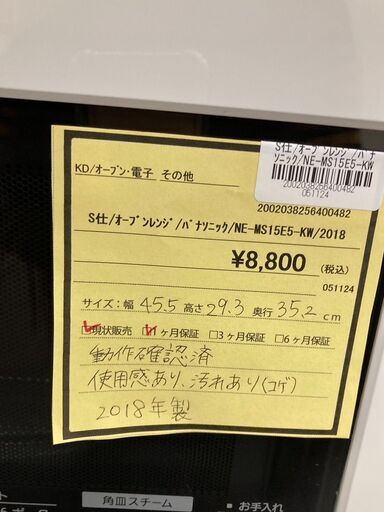 S仕/オーブンレンジ/パナ
ソニック/NE-MS15E5-KW
2002038256400482
051124
KD/オーブン・電子 その他
2002038256400482
S仕/オーブンレンジ/パナソニック/NE-MS15E5-KW/2018
¥8,800 (税込)
051124
サイズ:幅 45.5 高さ 29.3 奥行 35.2 cm
☑現状販売 ☑1ヶ月保証 □3ヶ月保証 □6ヶ月保証
動作確認済
使用感あり、汚れあり(コゲ)
2018年製
角皿スチーム
■お手入れ